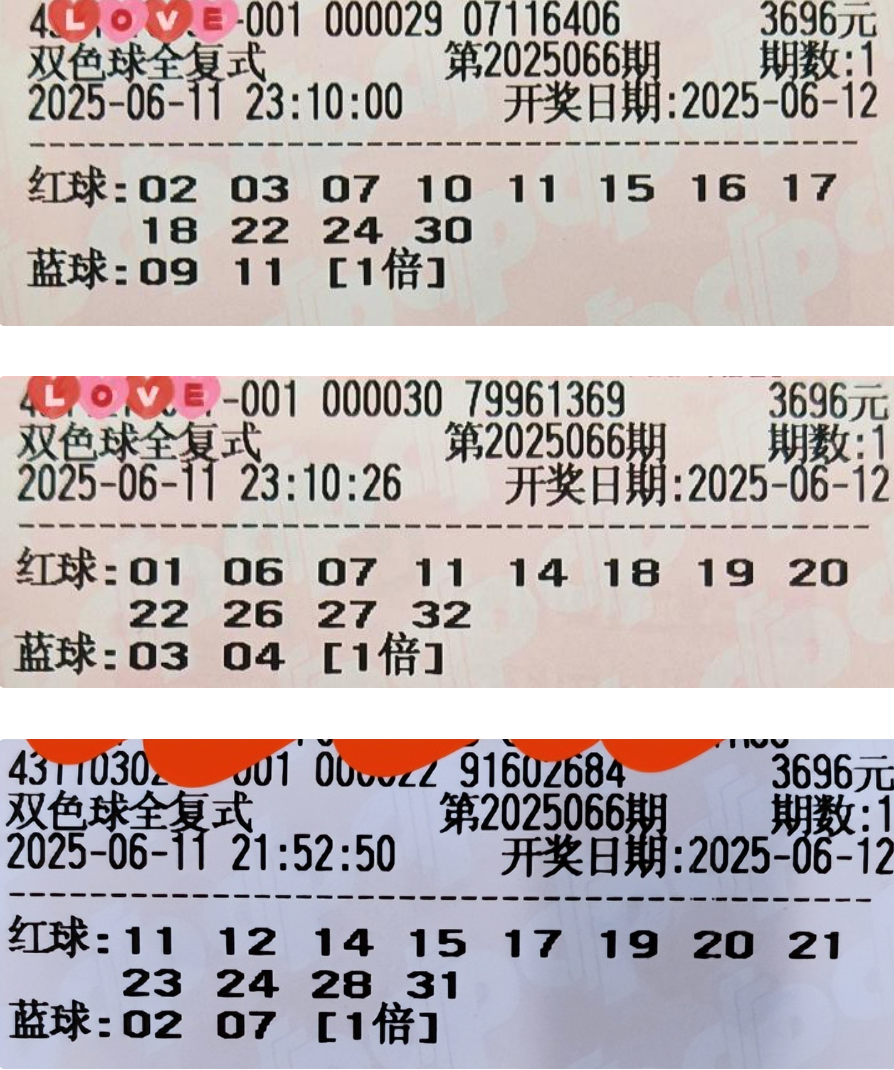 LOVE-001 000029 07116406 3696元
双色球全复式 第2025066期 期数:1
2025-06-11 23:10:00 开奖日期:2025-06-12
红球:02 03 07 10 11 15 16 17
18 22 24 30
蓝球:09 11 [1倍]
LOVE-001 000030 79961369 3696元
双色球全复式 第2025066期 期数:1
2025-06-11 23:10:26 开奖日期:2025-06-12
红球:01 06 07 11 14 18 19 20
22 26 27 32
蓝球:03 04 [1倍]
001 91602684 3696元
双色球全复式 第2025066期 期数:1
2025-06-11 21:52:50 开奖日期:2025-06-12
红球:11 12 14 15 17 19 20 21
23 24 28 31
蓝球:02 07 [1倍]